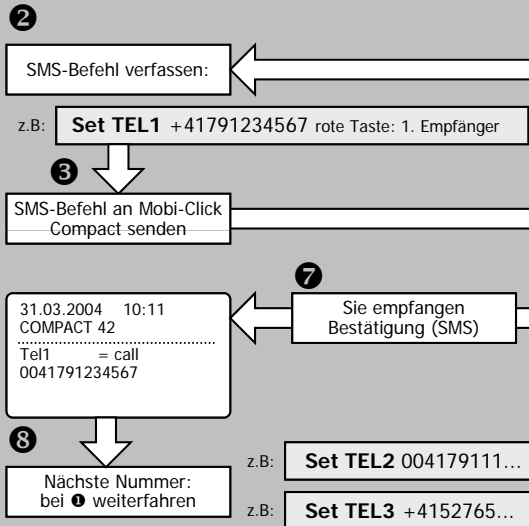 ❷
SMS-Befehl verfassen:
z.B: Set TEL1 +41791234567 rote Taste: 1. Empfänger
❸
SMS-Befehl an Mobi-Click
Compact senden
❼
Sie empfangen
Bestätigung (SMS)
31.03.2004 10:11
COMPACT 42
Tel1 = call
0041791234567
❽
Nächste Nummer:
bei ❶ weiterfahren
z.B: Set TEL2 004179111...
z.B: Set TEL3 +4152765...